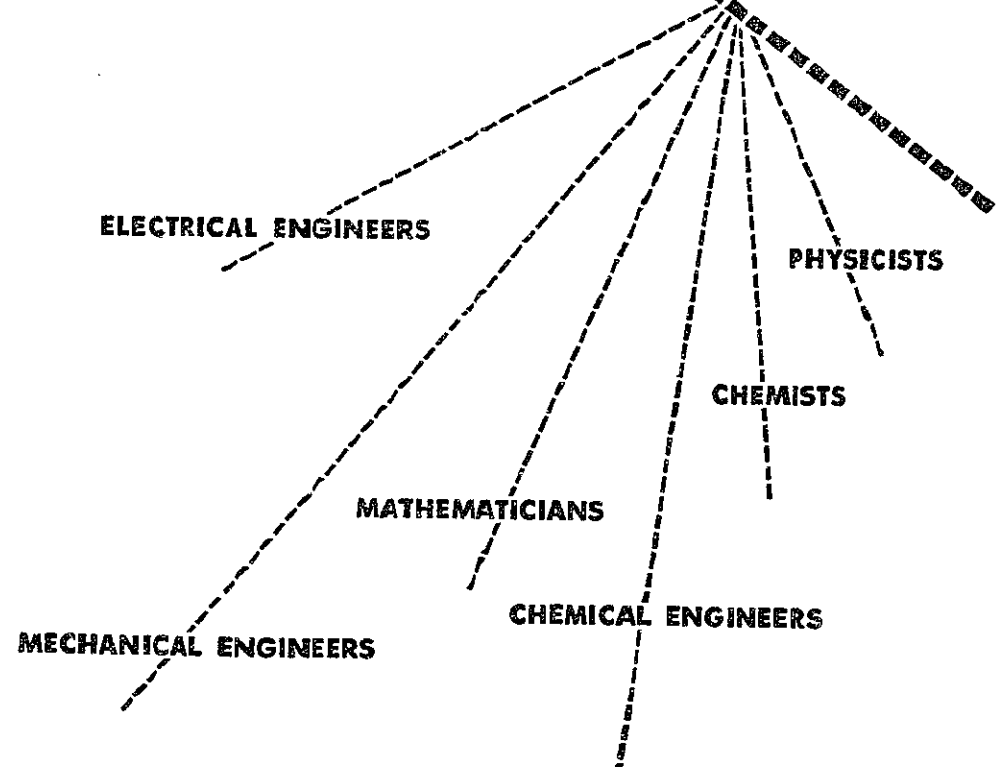 ELECTRICAL ENGINEERS
PHYSICISTS
CHEMISTS
MATHEMATICIANS
CHEMICAL ENGINEERS
MECHANICAL ENGINEERS